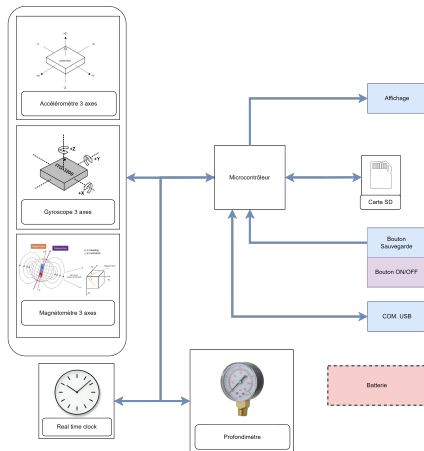 Accéléromètre 3 axes
+Z
+Y
+X
Gyroscope 3 axes
Magnétomètre 3 axes
Real time clock
Profondimètre
Microcontrôleur
Affichage
Carte SD
Bouton
Sauvegarde
Bouton ON/OFF
COM. USB
Batterie